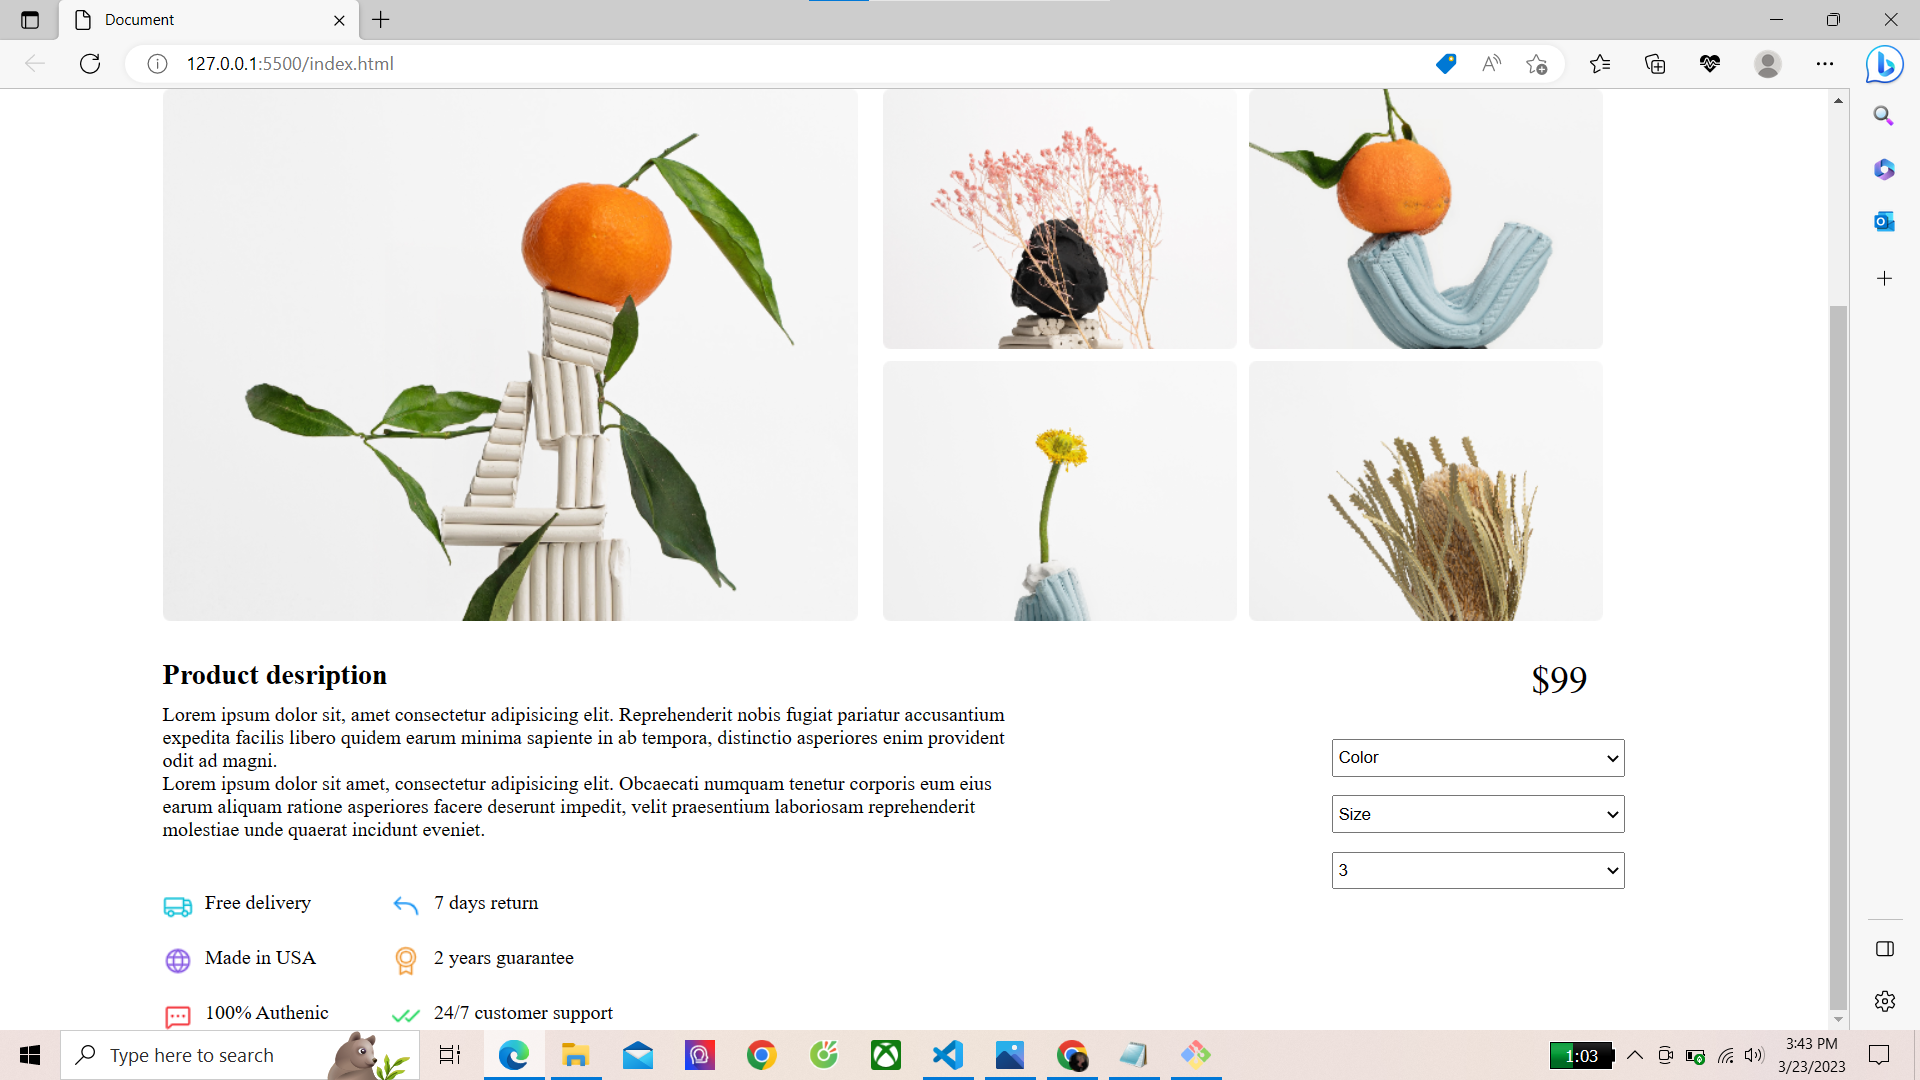 Document
127.0.0.1:5500/index.html
Product desription
$99
Lorem ipsum dolor sit, amet consectetur adipisicing elit. Reprehenderit nobis fugiat pariatur accusantium
expedita facilis libero quidem earum minima sapiente in ab tempora, distinctio asperiores enim provident
odit ad magni.
Lorem ipsum dolor sit amet, consectetur adipisicing elit. Obcaecati numquam tenetur corporis eum eius
earum aliquam ratione asperiores facere deserunt impedit, velit praesentium laboriosam reprehenderit
molestiae unde quaerat incidunt eveniet.
Color
Size
3
Free delivery
7 days return
Made in USA
2 years guarantee
100% Authenic
24/7 customer support
Type here to search
1:03
3:43 PM
3/23/2023